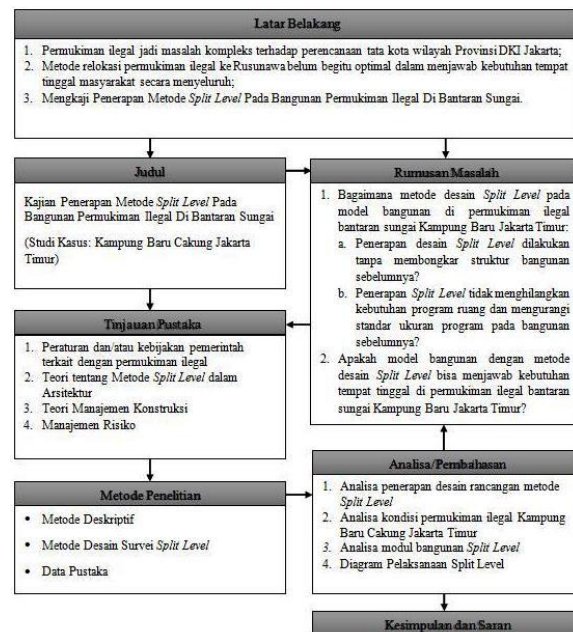 Latar Belakang
1. Permukiman ilegal jadi masalah kompleks terhadap perencanaan tata kota wilayah Provinsi DKI Jakarta;
2. Metode relokasi permukiman ilegal ke Rusunawa belum begitu optimal dalam menjawab kebutuhan tempat
tinggal masyarakat secara menyeluruh;
3. Mengkaji Penerapan Metode Split Level Pada Bangunan Permukiman Ilegal Di Bantaran Sungai.
Judul
Kajian Penerapan Metode Split Level Pada
Bangunan Permukiman Ilegal Di Bantaran Sungai
(Studi Kasus: Kampung Baru Cakung Jakarta
Timur)
Rumusan Masalah
1. Bagaimana metode desain Split Level pada
model bangunan di permukiman ilegal
bantaran sungai Kampung Baru Jakarta Timur:
a. Penerapan desain Split Level dilakukan
tanpa membongkar struktur bangunan
sebelumnya?
b. Penerapan Split Level tidak menghilangkan
kebutuhan program ruang dan mengurangi
standar ukuran program pada bangunan
sebelumnya?
2. Apakah model bangunan dengan metode
desain Split Level bisa menjawab kebutuhan
tempat tinggal di permukiman ilegal bantaran
sungai Kampung Baru Jakarta Timur?
Tinjauan Pustaka
1. Peraturan dan/atau kebijakan pemerintah
terkait dengan permukiman ilegal
2. Teori tentang Metode Split Level dalam
Arsitektur
3. Teori Manajemen Konstruksi
4. Manajemen Risiko
Metode Penelitian
• Metode Deskriptif
• Metode Desain Survei Split Level
• Data Pustaka
Analisa/Pembahasan
1. Analisa penerapan desain rancangan metode
Split Level
2. Analisa kondisi permukiman ilegal Kampung
Baru Cakung Jakarta Timur
3. Analisa modul bangunan Split Level
4. Diagram Pelaksanaan Split Level
Kesimpulan dan Saran